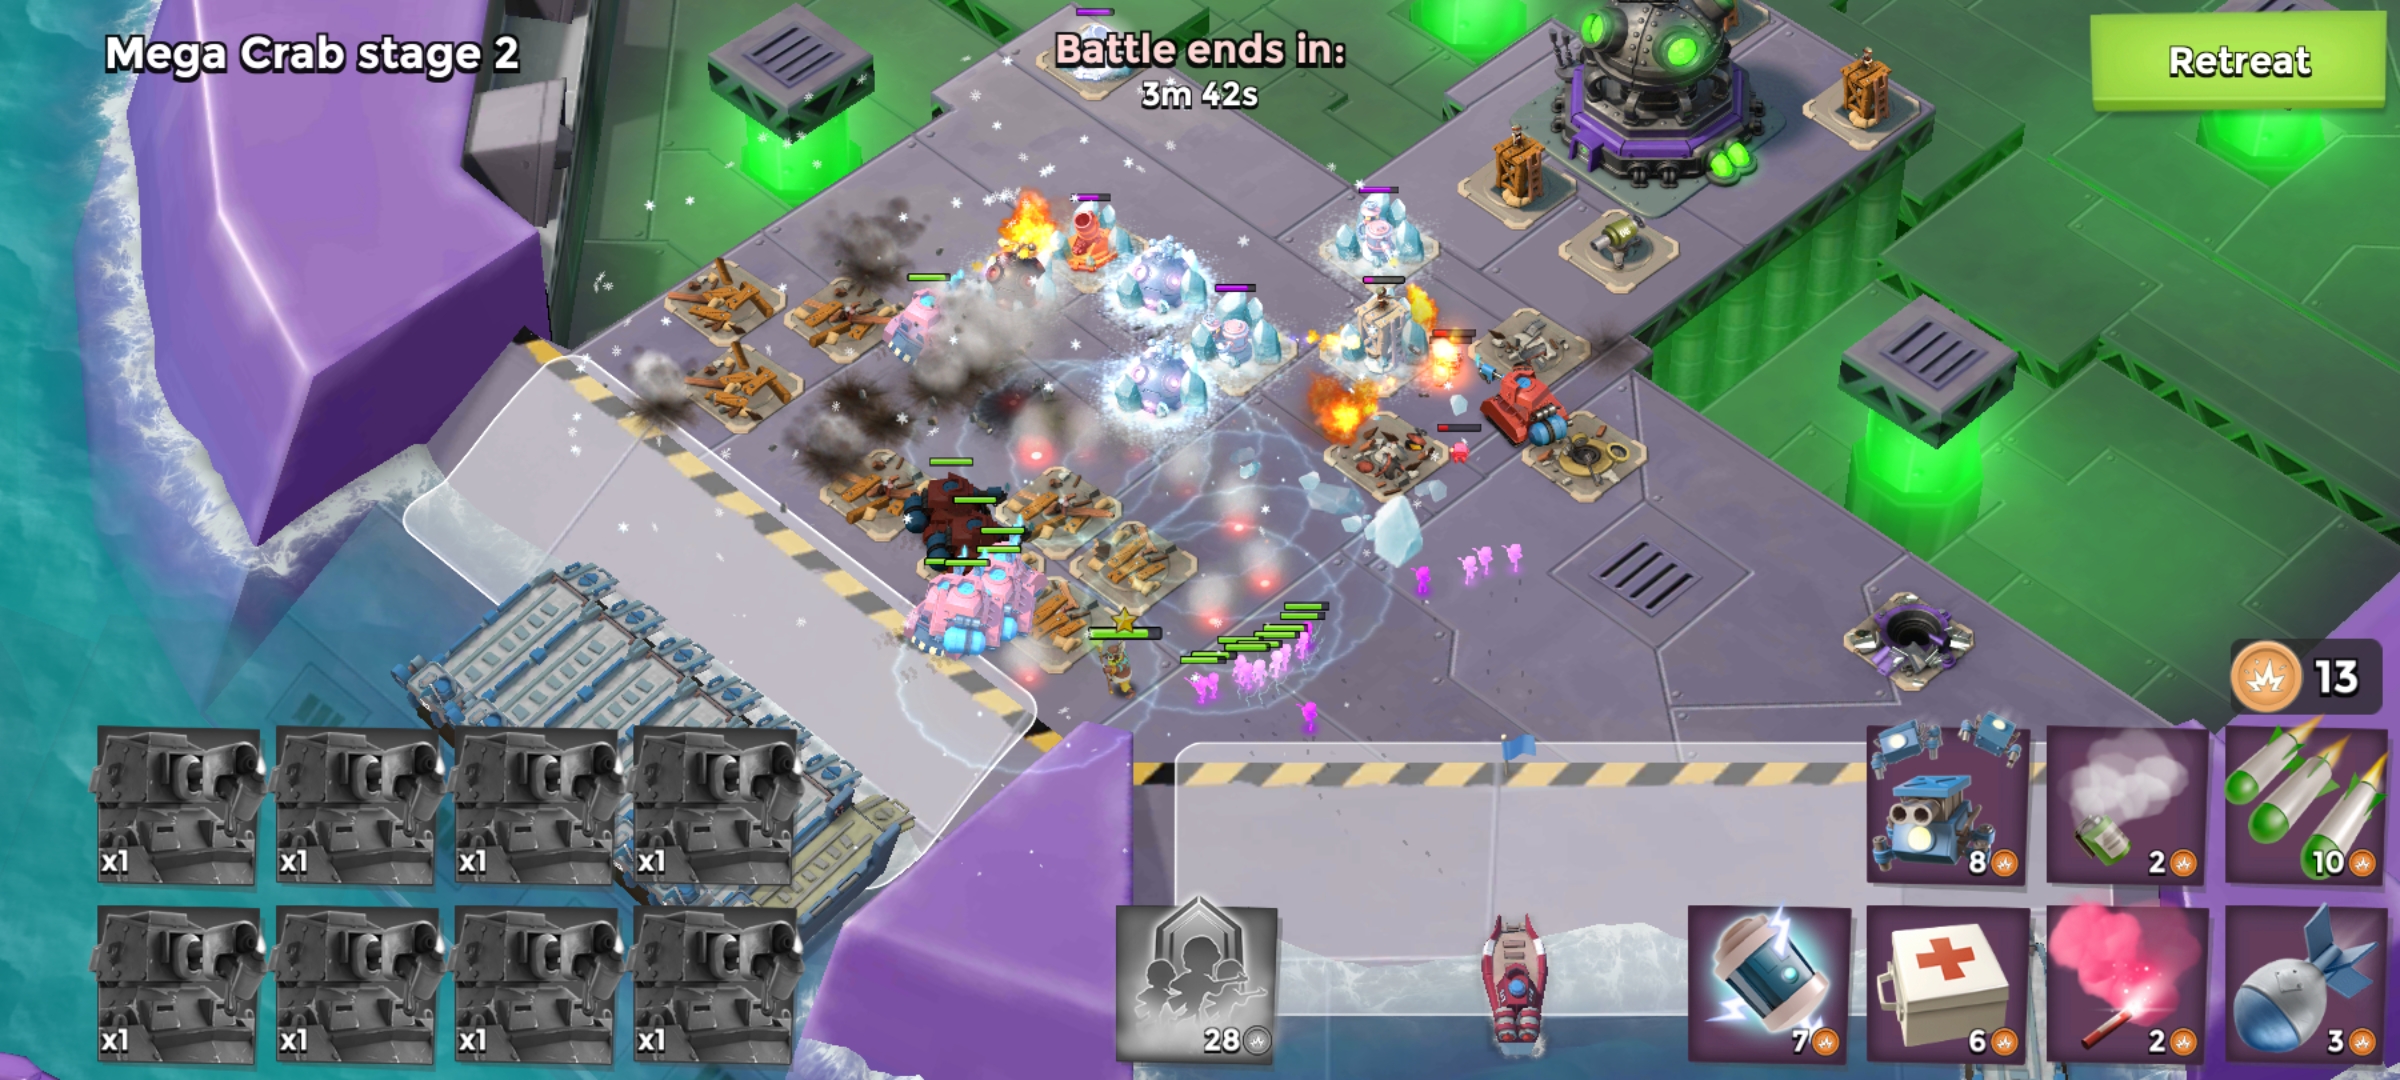 Mega Crab stage 2
Battle ends in:
3m 42s
Retreat
13
x1
x1
x1
x1
8
2
10
x1
x1
x1
x1
28
7
6
2
3